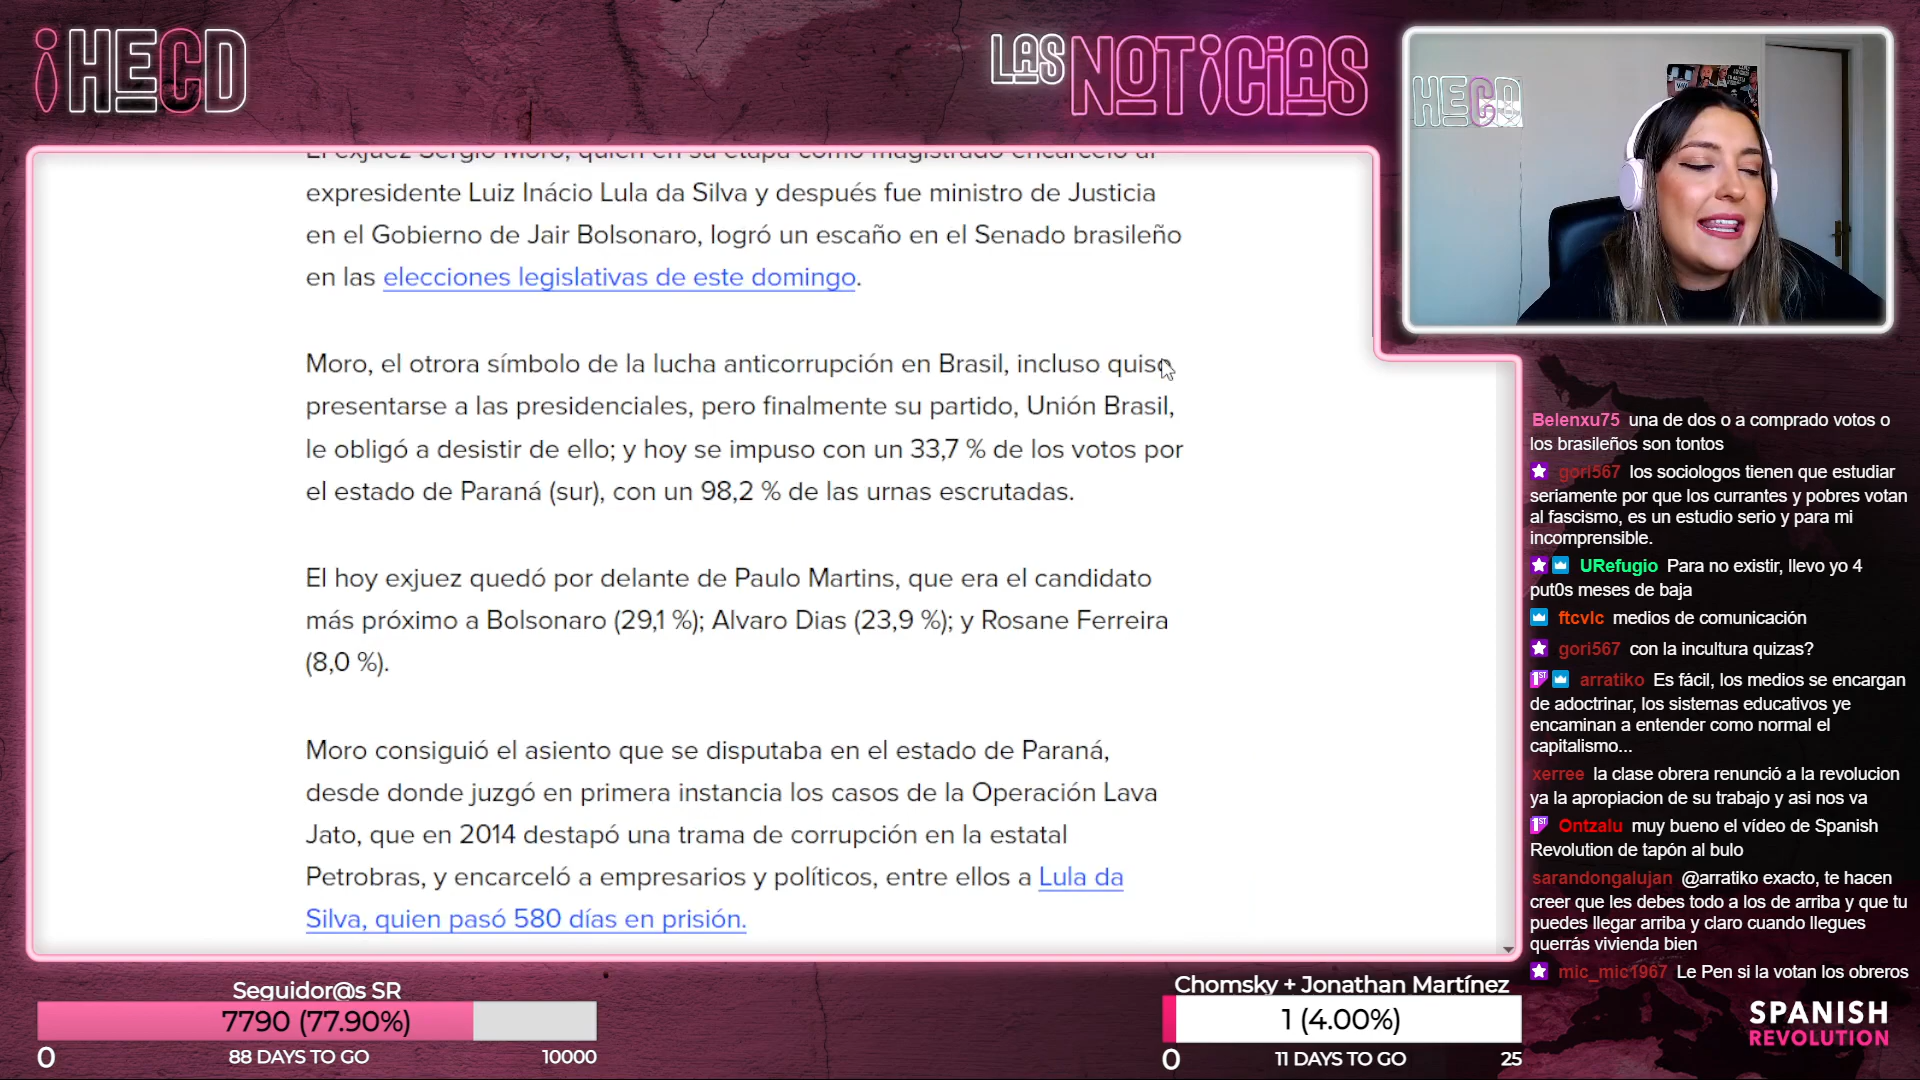 ¡HECD
LAS NOTICIAS
HECD
El exjuez Sergio Moro, quien en su etapa como magistrado encarceló al
expresidente Luiz Inácio Lula da Silva y después fue ministro de Justicia
en el Gobierno de Jair Bolsonaro, logró un escaño en el Senado brasileño
en las elecciones legislativas de este domingo.
Moro, el otrora símbolo de la lucha anticorrupción en Brasil, incluso quiso
presentarse a las presidenciales, pero finalmente su partido, Unión Brasil,
le obligó a desistir de ello; y hoy se impuso con un 33,7 % de los votos por
el estado de Paraná (sur), con un 98,2 % de las urnas escrutadas.
El hoy exjuez quedó por delante de Paulo Martins, que era el candidato
más próximo a Bolsonaro (29,1 %); Alvaro Dias (23,9 %); y Rosane Ferreira
(8,0 %).
Moro consiguió el asiento que se disputaba en el estado de Paraná,
desde donde juzgó en primera instancia los casos de la Operación Lava
Jato, que en 2014 destapó una trama de corrupción en la estatal
Petrobras, y encarceló a empresarios y políticos, entre ellos a Lula da
Silva, quien pasó 580 días en prisión.
Belenxu75 una de dos o a comprado votos o
los brasileños son tontos
gori567 los sociologos tienen que estudiar
seriamente por que los currantes y pobres votan
al fascismo, es un estudio serio y para mi
incomprensible.
URefugio Para no existir, llevo yo 4
put0s meses de baja
ftcvlc medios de comunicación
gori567 con la incultura quizas?
1ST arratiko Es fácil, los medios se encargan
de adoctrinar, los sistemas educativos ye
encaminan a entender como normal el
capitalismo...
xerree la clase obrera renunció a la revolucion
ya la apropiacion de su trabajo y asi nos va
1ST Ontzalu muy bueno el vídeo de Spanish
Revolution de tapón al bulo
sarandongalujan @arratiko exacto, te hacen
creer que les debes todo a los de arriba y que tu
puedes llegar arriba y claro cuando llegues
querrás vivienda bien
mic_mic1967 Le Pen si la votan los obreros
Seguidor@s SR
7790 (77.90%)
0 88 DAYS TO GO 10000
Chomsky + Jonathan Martínez
1 (4.00%)
0 11 DAYS TO GO 25
SPANISH
REVOLUTION